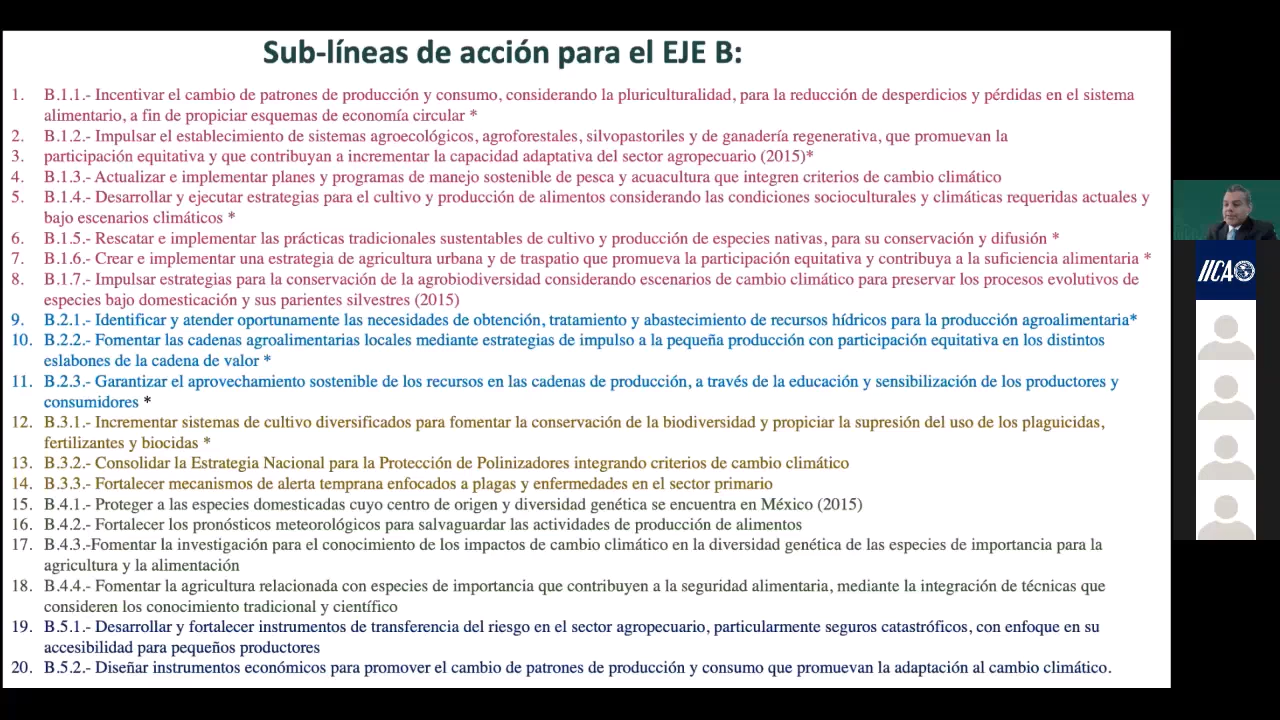 Sub-líneas de acción para el EJE B:
1. B.1.1.- Incentivar el cambio de patrones de producción y consumo, considerando la pluriculturalidad, para la reducción de desperdicios y pérdidas en el sistema
alimentario, a fin de propiciar esquemas de economía circular *
2. B.1.2.- Impulsar el establecimiento de sistemas agroecológicos, agroforestales, silvopastoriles y de ganadería regenerativa, que promuevan la
3. participación equitativa y que contribuyan a incrementar la capacidad adaptativa del sector agropecuario (2015)*
4. B.1.3.- Actualizar e implementar planes y programas de manejo sostenible de pesca y acuacultura que integren criterios de cambio climático
5. B.1.4.- Desarrollar y ejecutar estrategias para el cultivo y producción de alimentos considerando las condiciones socioculturales y climáticas requeridas actuales y
bajo escenarios climáticos *
6. B.1.5.- Rescatar e implementar las prácticas tradicionales sustentables de cultivo y producción de especies nativas, para su conservación y difusión *
7. B.1.6.- Crear e implementar una estrategia de agricultura urbana y de traspatio que promueva la participación equitativa y contribuya a la suficiencia alimentaria *
8. B.1.7.- Impulsar estrategias para la conservación de la agrobiodiversidad considerando escenarios de cambio climático para preservar los procesos evolutivos de
especies bajo domesticación y sus parientes silvestres (2015)
9. B.2.1.- Identificar y atender oportunamente las necesidades de obtención, tratamiento y abastecimiento de recursos hídricos para la producción agroalimentaria*
10. B.2.2.- Fomentar las cadenas agroalimentarias locales mediante estrategias de impulso a la pequeña producción con participación equitativa en los distintos
eslabones de la cadena de valor *
11. B.2.3.- Garantizar el aprovechamiento sostenible de los recursos en las cadenas de producción, a través de la educación y sensibilización de los productores y
consumidores *
12. B.3.1.- Incrementar sistemas de cultivo diversificados para fomentar la conservación de la biodiversidad y propiciar la supresión del uso de los plaguicidas,
fertilizantes y biocidas *
13. B.3.2.- Consolidar la Estrategia Nacional para la Protección de Polinizadores integrando criterios de cambio climático
14. B.3.3.- Fortalecer mecanismos de alerta temprana enfocados a plagas y enfermedades en el sector primario
15. B.4.1.- Proteger a las especies domesticadas cuyo centro de origen y diversidad genética se encuentra en México (2015)
16. B.4.2.- Fortalecer los pronósticos meteorológicos para salvaguardar las actividades de producción de alimentos
17. B.4.3.-Fomentar la investigación para el conocimiento de los impactos de cambio climático en la diversidad genética de las especies de importancia para la
agricultura y la alimentación
18. B.4.4.- Fomentar la agricultura relacionada con especies de importancia que contribuyen a la seguridad alimentaria, mediante la integración de técnicas que
consideren los conocimiento tradicional y científico
19. B.5.1.- Desarrollar y fortalecer instrumentos de transferencia del riesgo en el sector agropecuario, particularmente seguros catastróficos, con enfoque en su
accesibilidad para pequeños productores
20. B.5.2.- Diseñar instrumentos económicos para promover el cambio de patrones de producción y consumo que promuevan la adaptación al cambio climático.
IICA